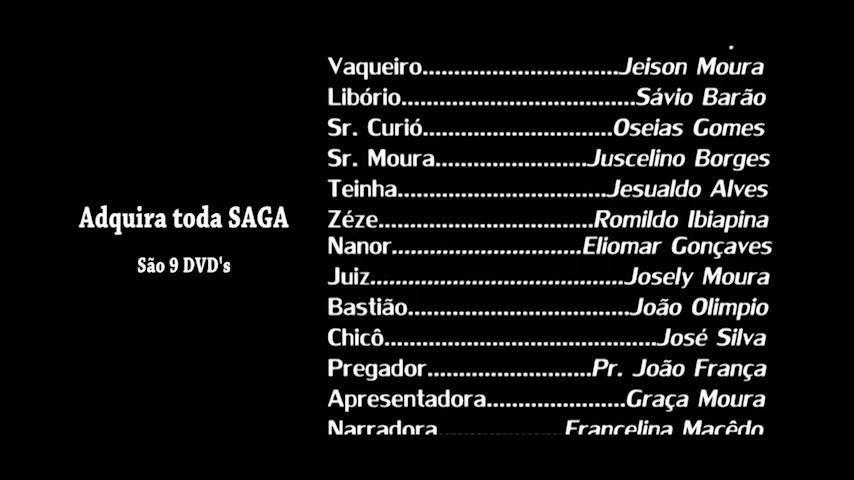 Adquira toda SAGA
São 9 DVD's
Vaqueiro...............................Jeison Moura
Libório.....................................Sávio Barão
Sr. Curió..............................Oseias Gomes
Sr. Moura........................Juscelino Borges
Teinha.................................Jesualdo Alves
Zéze..................................Romildo Ibiapina
Nanor..............................Eliomar Gonçaves
Juiz........................................Josely Moura
Bastião...................................João Olimpio
Chicô...........................................José Silva
Pregador..........................Pr. João França
Apresentadora......................Graça Moura
Narradora....................Francelina Macêdo